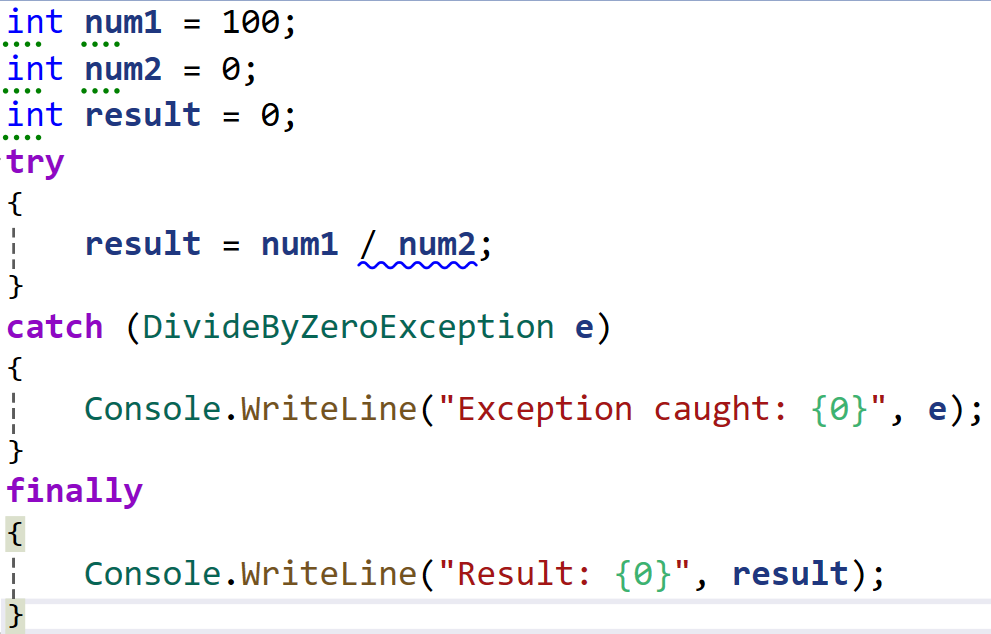 int num1 = 100;
int num2 = 0;
int result = 0;
try
{
    result = num1 / num2;
}
catch (DivideByZeroException e)
{
    Console.WriteLine("Exception caught: {0}", e);
}
finally
{
    Console.WriteLine("Result: {0}", result);
}